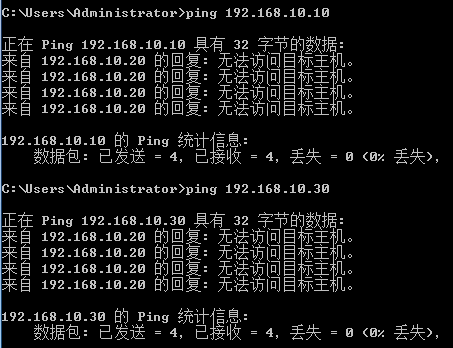 C:\Users\Administrator>ping 192.168.10.10
正在 Ping 192.168.10.10 具有 32 字节的数据:
来自 192.168.10.20 的回复: 无法访问目标主机。
来自 192.168.10.20 的回复: 无法访问目标主机。
来自 192.168.10.20 的回复: 无法访问目标主机。
来自 192.168.10.20 的回复: 无法访问目标主机。
192.168.10.10 的 Ping 统计信息:
数据包: 已发送 = 4, 已接收 = 4, 丢失 = 0 (0% 丢失),
C:\Users\Administrator>ping 192.168.10.30
正在 Ping 192.168.10.30 具有 32 字节的数据:
来自 192.168.10.20 的回复: 无法访问目标主机。
来自 192.168.10.20 的回复: 无法访问目标主机。
来自 192.168.10.20 的回复: 无法访问目标主机。
来自 192.168.10.20 的回复: 无法访问目标主机。
192.168.10.30 的 Ping 统计信息:
数据包: 已发送 = 4, 已接收 = 4, 丢失 = 0 (0% 丢失),